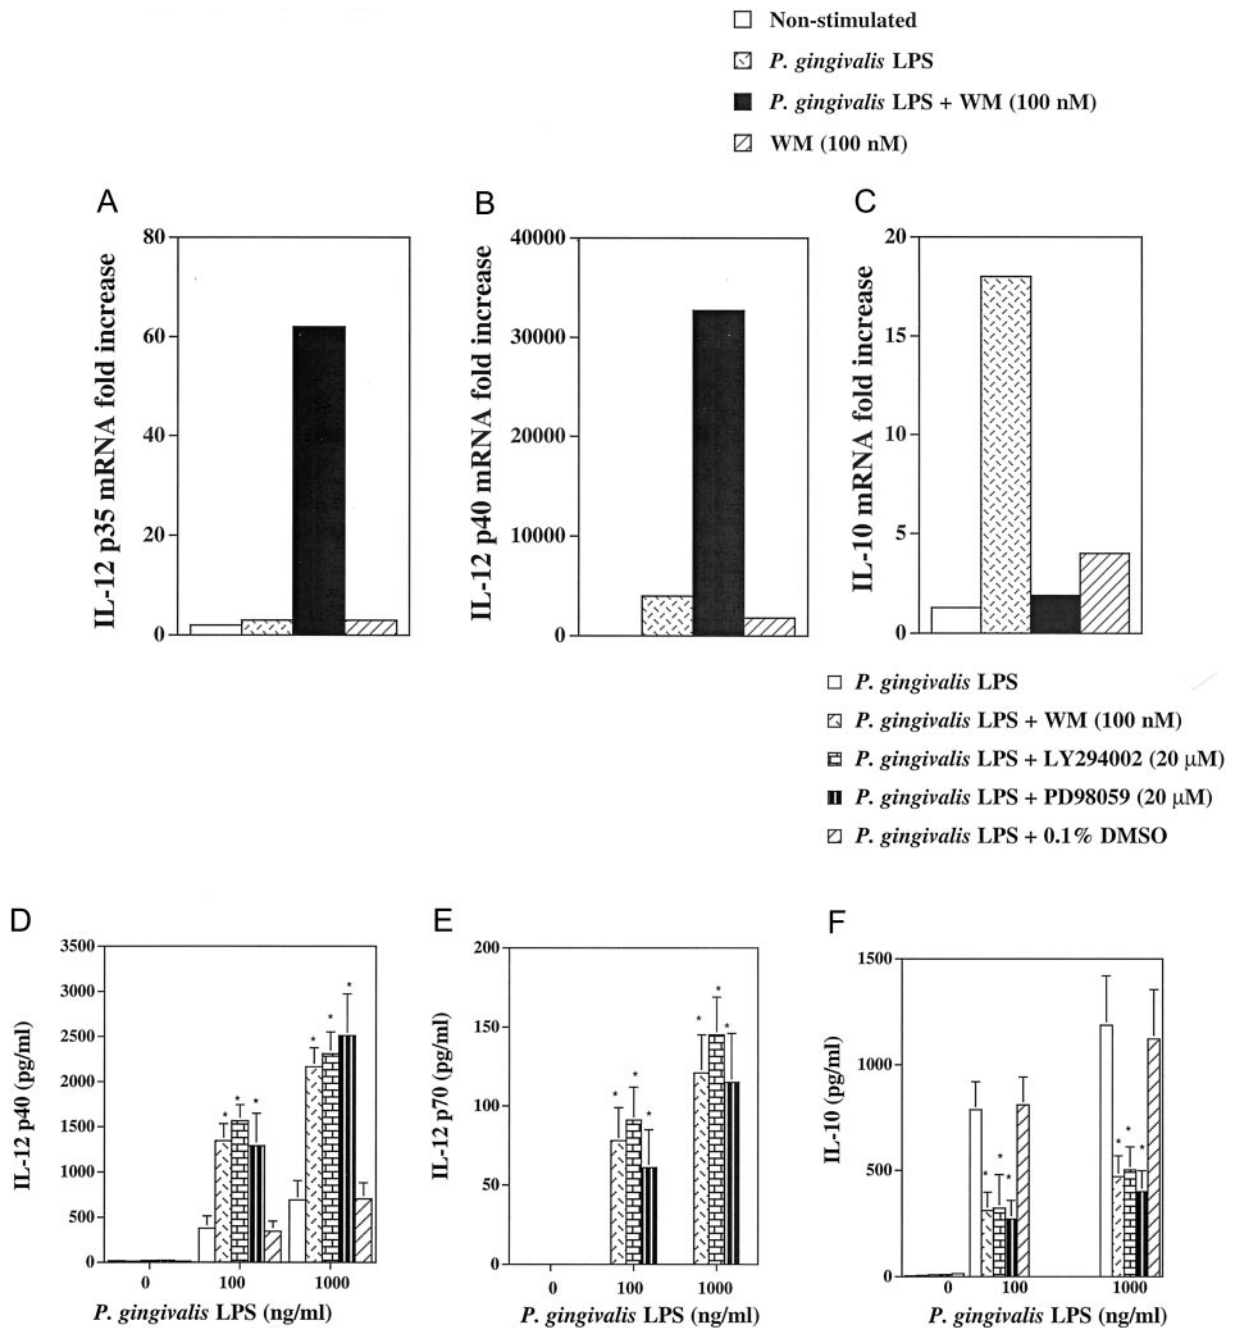 Non-stimulated
P. gingivalis LPS
P. gingivalis LPS + WM (100 nM)
WM (100 nM)
A
IL-12 p35 mRNA fold increase
80
60
40
20
0
B
IL-12 p40 mRNA fold increase
40000
30000
20000
10000
0
C
IL-10 mRNA fold increase
20
15
10
5
0
P. gingivalis LPS
P. gingivalis LPS + WM (100 nM)
P. gingivalis LPS + LY294002 (20 µM)
P. gingivalis LPS + PD98059 (20 µM)
P. gingivalis LPS + 0.1% DMSO
D
IL-12 p40 (pg/ml)
3500
3000
2500
2000
1500
1000
500
0
* * *
* * *
0 100 1000
P. gingivalis LPS (ng/ml)
E
IL-12 p70 (pg/ml)
200
150
100
50
0
* * *
* * *
0 100 1000
P. gingivalis LPS (ng/ml)
F
IL-10 (pg/ml)
1500
1000
500
0
* * *
* * *
0 100 1000
P. gingivalis LPS (ng/ml)